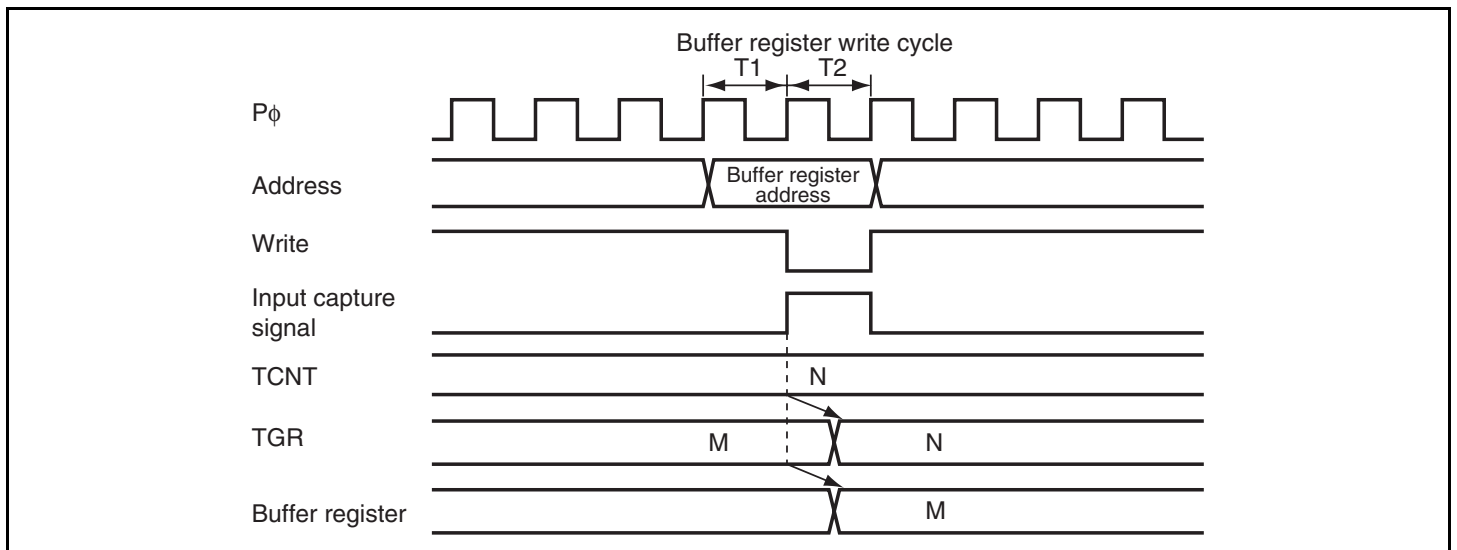 Buffer register write cycle
T1 T2
Pϕ
Address
Buffer register
address
Write
Input capture
signal
TCNT N
TGR M N
Buffer register M